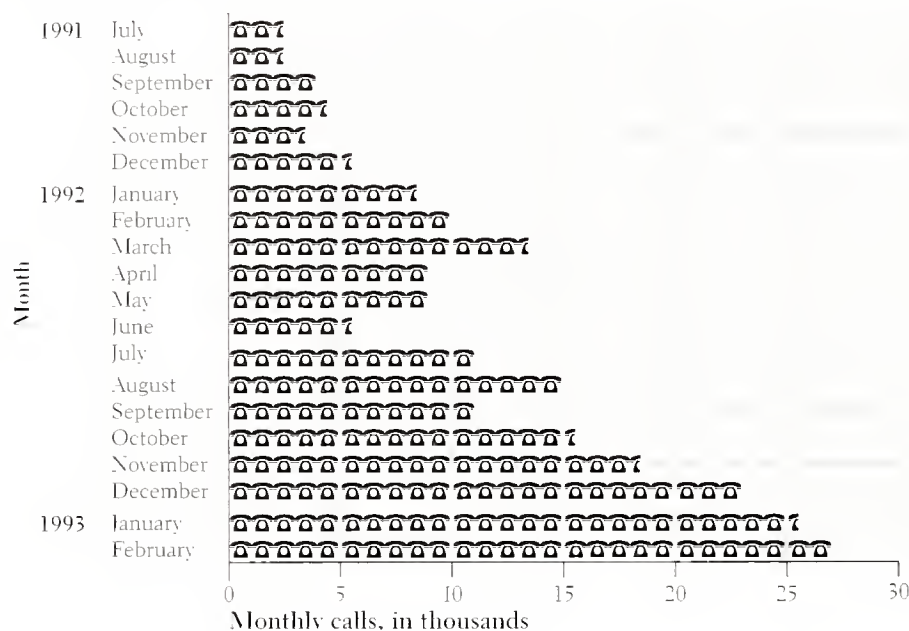 1991 July
August
September
October
November
December
1992 January
February
March
April
May
June
July
August
September
October
November
December
1993 January
February
Month
0 5 10 15 20 25 30
Monthly calls, in thousands